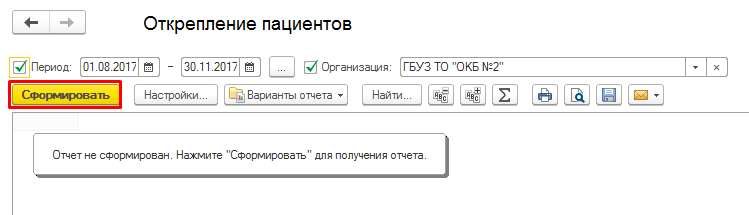 Открепление пациентов
Период: 01.08.2017 – 30.11.2017 ... Организация: ГБУЗ ТО "ОКБ №2"
Сформировать Настройки... Варианты отчета Найти...
Отчет не сформирован. Нажмите "Сформировать" для получения отчета.